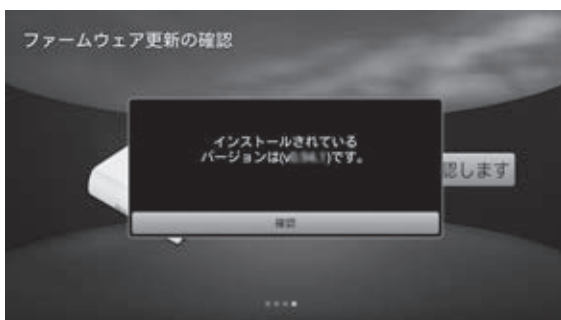 ファームウェア更新の確認
インストールされている
バージョンは(v )です。
認します
確認